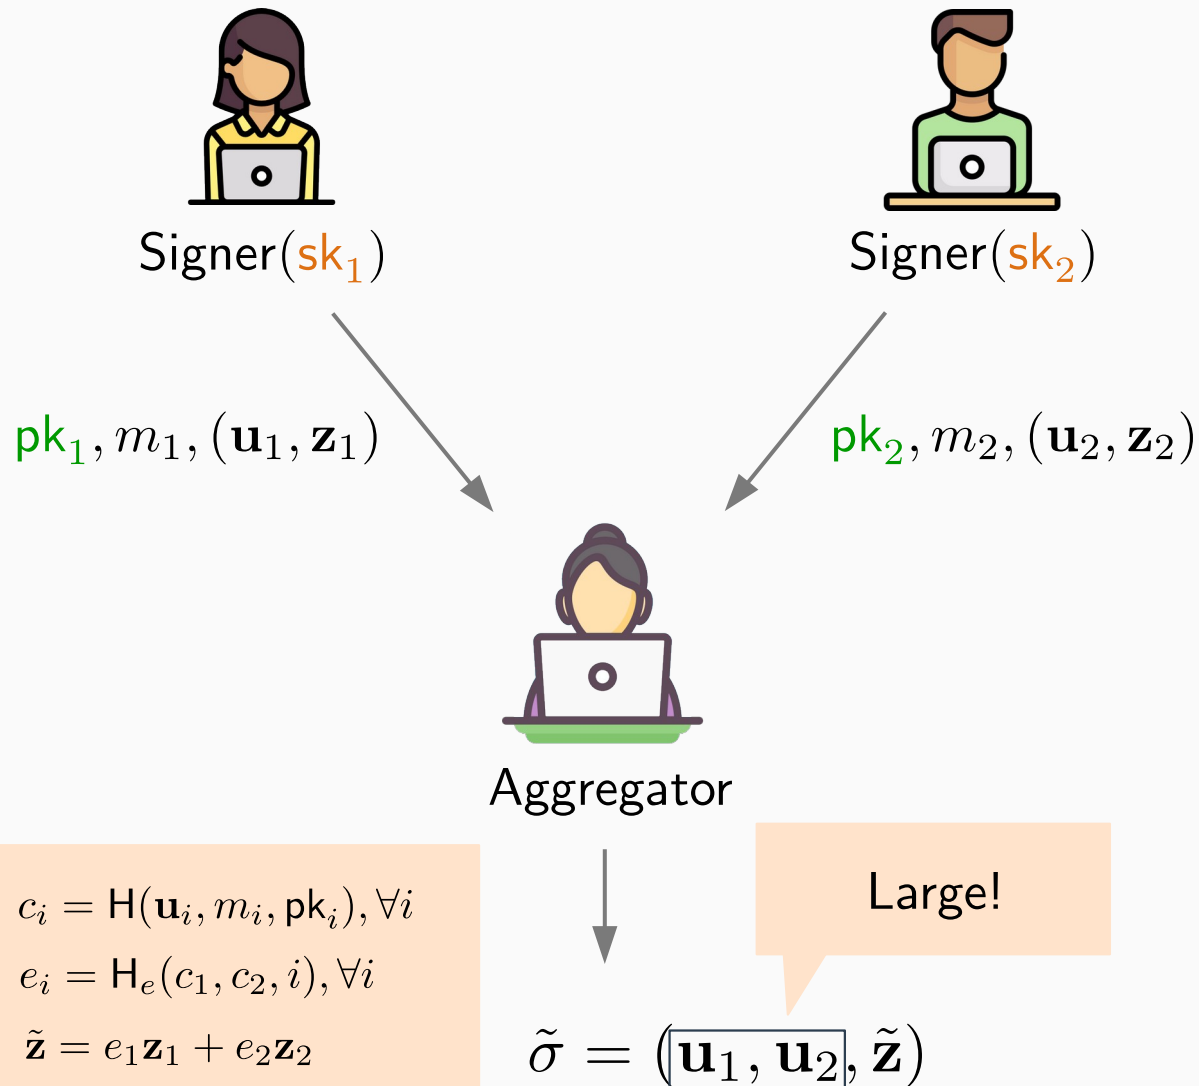 Signer(sk₁)
Signer(sk₂)
pk₁, m₁, (u₁, z₁)
pk₂, m₂, (u₂, z₂)
Aggregator
Large!
cᵢ = H(uᵢ, mᵢ, pkᵢ), ∀i
eᵢ = Hₑ(c₁, c₂, i), ∀i
z̃ = e₁z₁ + e₂z₂
σ̃ = (u₁, u₂, z̃)